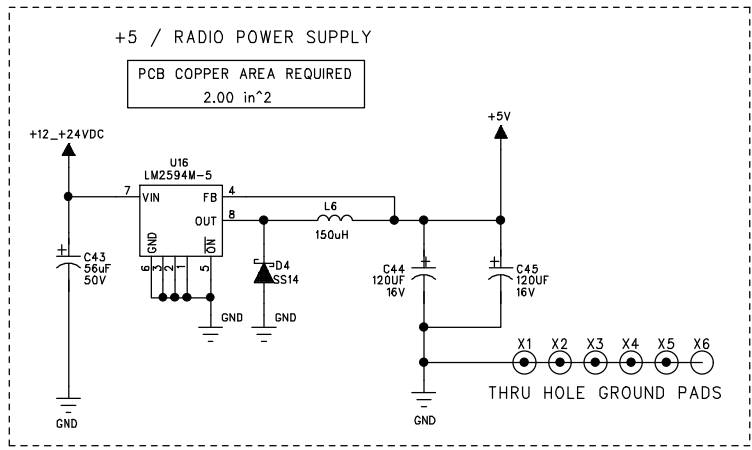 +5 / RADIO POWER SUPPLY
PCB COPPER AREA REQUIRED
2.00 in^2
+12_+24VDC
+5V
U16
LM2594M-5
7
VIN
FB
4
OUT
8
GND
ON
6
3
2
1
5
L6
150uH
+
C43
56uF
50V
D4
SS14
+
C44
120UF
16V
+
C45
120UF
16V
GND
GND
GND
GND
X1
X2
X3
X4
X5
X6
THRU HOLE GROUND PADS